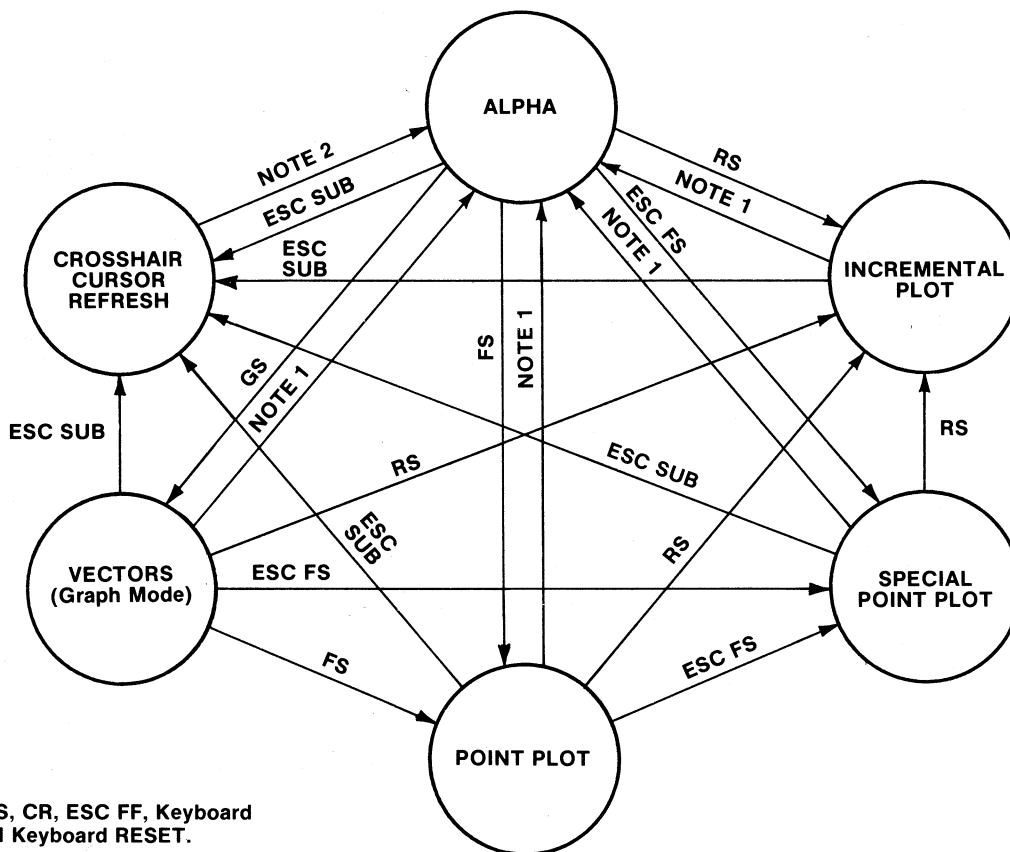 ALPHA
NOTE 2
ESC SUB
RS
NOTE 1
ESC FS
NOTE 1
CROSSHAIR
CURSOR
REFRESH
ESC
SUB
INCREMENTAL
PLOT
GS
NOTE 1
FS
NOTE 1
ESC SUB
RS
ESC SUB
RS
ESC
SUB
RS
VECTORS
(Graph Mode)
ESC FS
SPECIAL
POINT PLOT
FS
ESC FS
POINT PLOT
S, CR, ESC FF, Keyboard
Keyboard RESET.